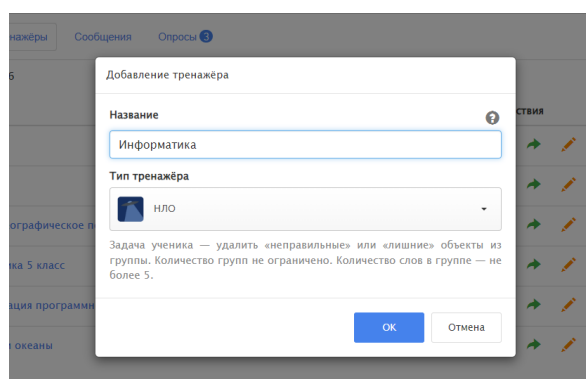 нажёры Сообщения Опросы 3
6
Добавление тренажёра
ствия
Название
Информатика
Тип тренажёра
НЛО
ографическое п
Задача ученика — удалить «неправильные» или «лишние» объекты из
группы. Количество групп не ограничено. Количество слов в группе — не
более 5.
ика 5 класс
ация программн
ОК Отмена
и океаны